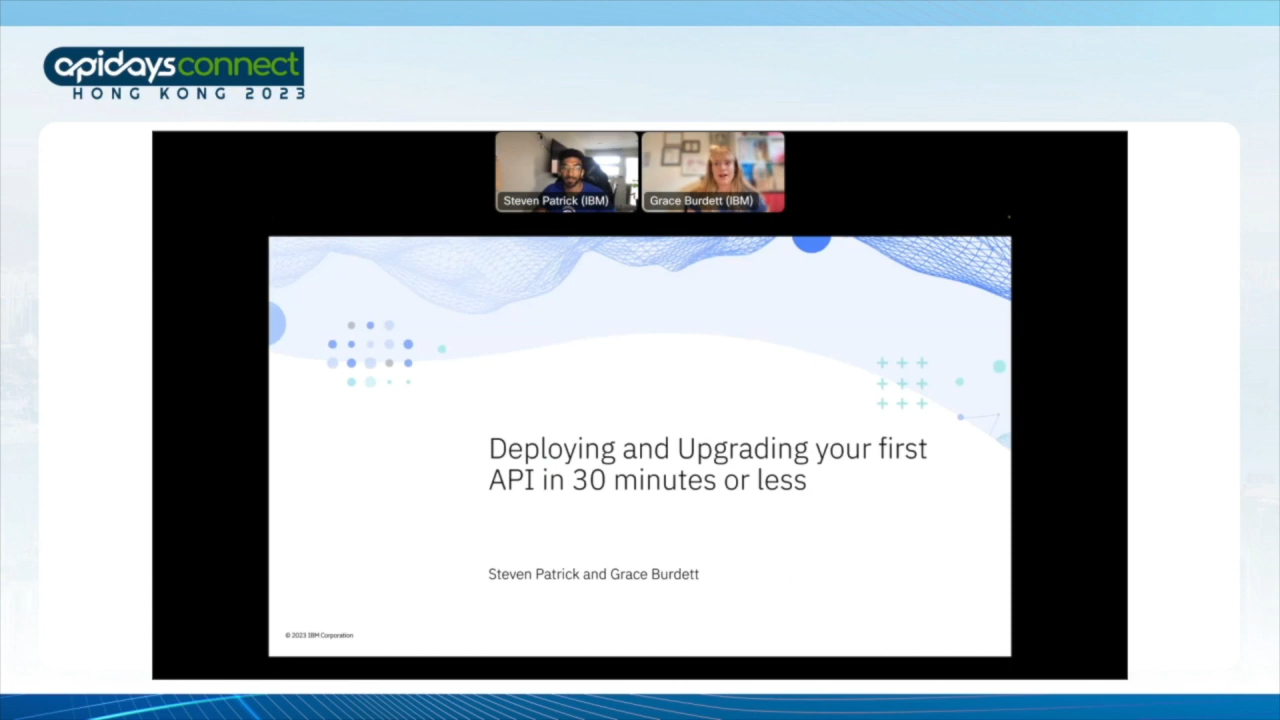 apidays connect
HONG KONG 2023
Steven Patrick (IBM)
Grace Burdett (IBM)
Deploying and Upgrading your first
API in 30 minutes or less
Steven Patrick and Grace Burdett
© 2023 IBM Corporation